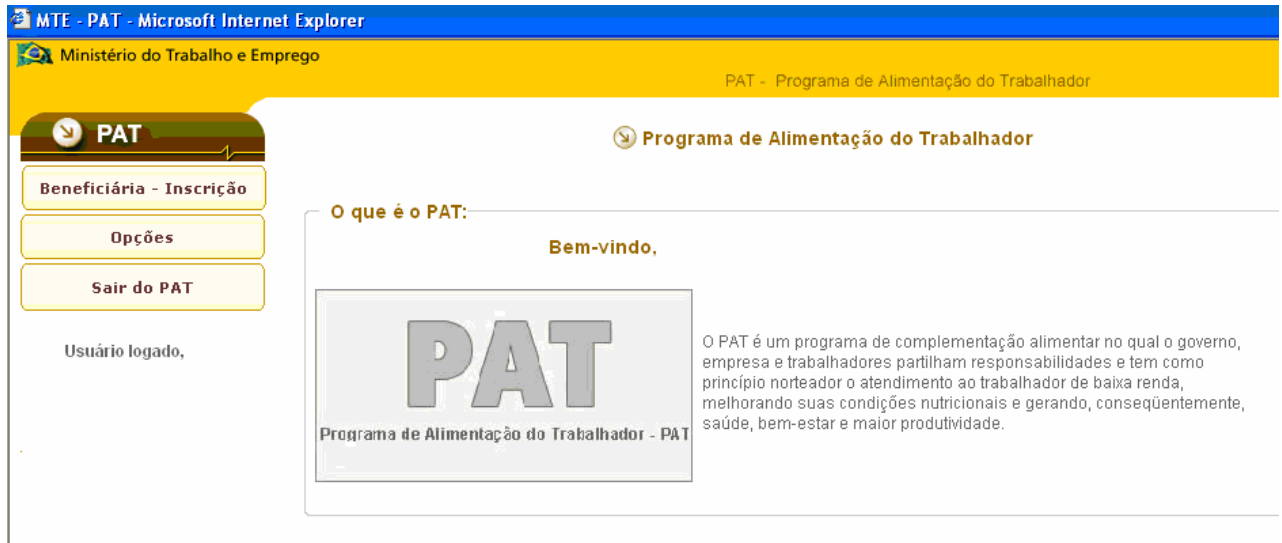 MTE - PAT - Microsoft Internet Explorer
Ministério do Trabalho e Emprego
PAT - Programa de Alimentação do Trabalhador
PAT
Beneficiária - Inscrição
Opções
Sair do PAT
Usuário logado,
Programa de Alimentação do Trabalhador
O que é o PAT:
Bem-vindo,
PAT
Programa de Alimentação do Trabalhador - PAT
O PAT é um programa de complementação alimentar no qual o governo,
empresa e trabalhadores partilham responsabilidades e tem como
princípio norteador o atendimento ao trabalhador de baixa renda,
melhorando suas condições nutricionais e gerando, conseqüentemente,
saúde, bem-estar e maior produtividade.